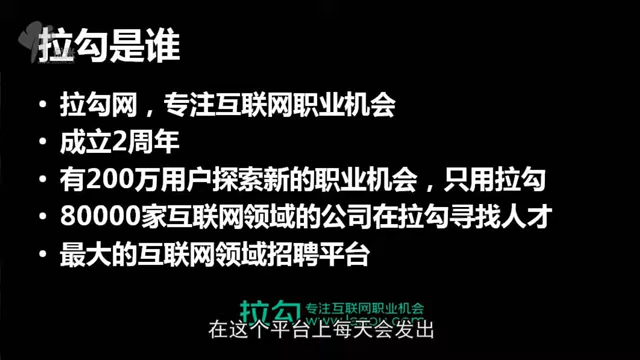 拉勾是谁
• 拉勾网，专注互联网职业机会
• 成立2周年
• 有200万用户探索新的职业机会，只用拉勾
• 80000家互联网领域的公司在拉勾寻找人才
• 最大的互联网领域招聘平台
拉勾 专注互联网职业机会
www.lagou.com
在这个平台上每天会发出